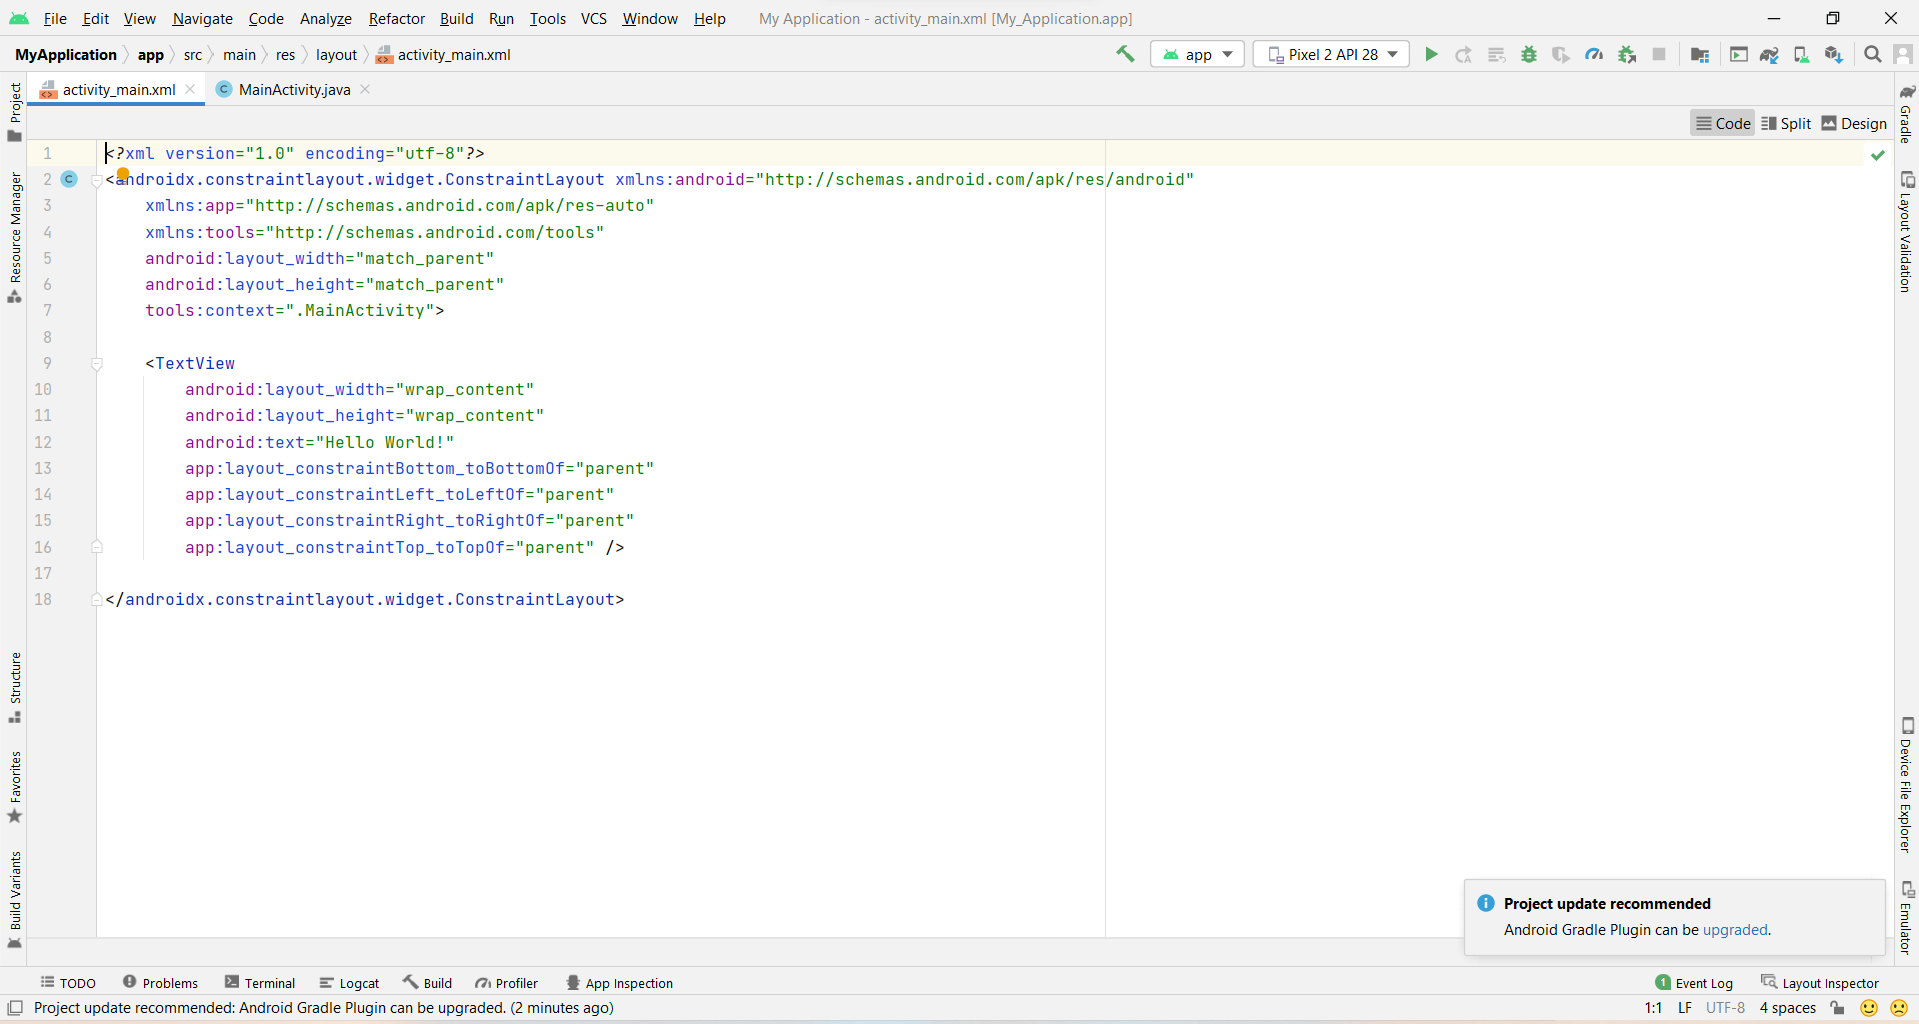 File Edit View Navigate Code Analyze Refactor Build Run Tools VCS Window Help My Application - activity_main.xml [My_Application.app]
MyApplication app src main res layout activity_main.xml app Pixel 2 API 28
activity_main.xml MainActivity.java
Code Split Design
1 <?xml version="1.0" encoding="utf-8"?>
2 <androidx.constraintlayout.widget.ConstraintLayout xmlns:android="http://schemas.android.com/apk/res/android"
3 xmlns:app="http://schemas.android.com/apk/res-auto"
4 xmlns:tools="http://schemas.android.com/tools"
5 android:layout_width="match_parent"
6 android:layout_height="match_parent"
7 tools:context=".MainActivity">
8
9 <TextView
10 android:layout_width="wrap_content"
11 android:layout_height="wrap_content"
12 android:text="Hello World!"
13 app:layout_constraintBottom_toBottomOf="parent"
14 app:layout_constraintLeft_toLeftOf="parent"
15 app:layout_constraintRight_toRightOf="parent"
16 app:layout_constraintTop_toTopOf="parent" />
17
18 </androidx.constraintlayout.widget.ConstraintLayout>
Project
Resource Manager
Structure
Favorites
Build Variants
Gradle
Layout Validation
Device File Explorer
Emulator
Project update recommended
Android Gradle Plugin can be upgraded.
TODO Problems Terminal Logcat Build Profiler App Inspection 1 Event Log Layout Inspector
Project update recommended: Android Gradle Plugin can be upgraded. (2 minutes ago) 1:1 LF UTF-8 4 spaces